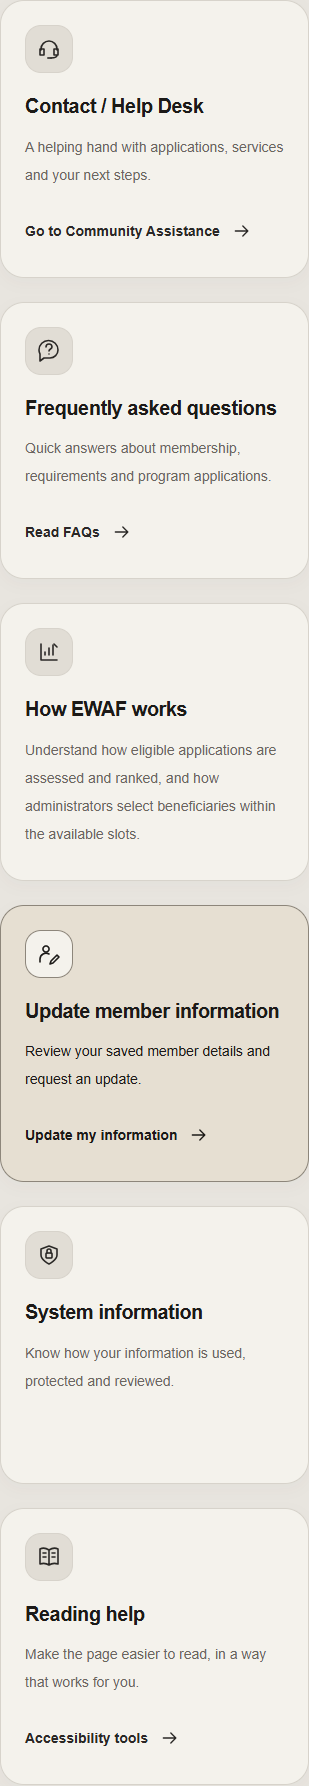 Contact / Help Desk
A helping hand with applications, services
and your next steps.
Go to Community Assistance →
Frequently asked questions
Quick answers about membership,
requirements and program applications.
Read FAQs →
How EWAF works
Understand how eligible applications are
assessed and ranked, and how
administrators select beneficiaries within
the available slots.
Update member information
Review your saved member details and
request an update.
Update my information →
System information
Know how your information is used,
protected and reviewed.
Reading help
Make the page easier to read, in a way
that works for you.
Accessibility tools →